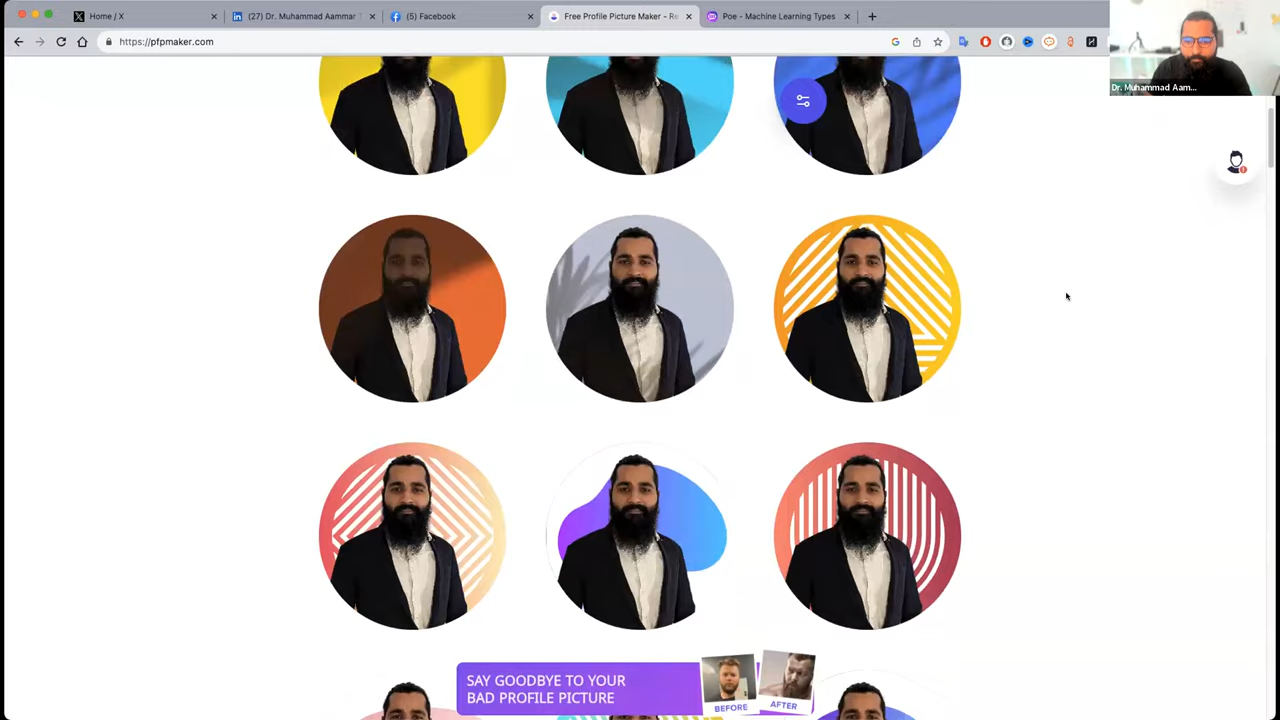 Home / X
(27) Dr. Muhammad Aammar T
(5) Facebook
Free Profile Picture Maker - Re
Poe - Machine Learning Types
https://pfpmaker.com
Dr. Muhammad Aam...
SAY GOODBYE TO YOUR
BAD PROFILE PICTURE
BEFORE
AFTER